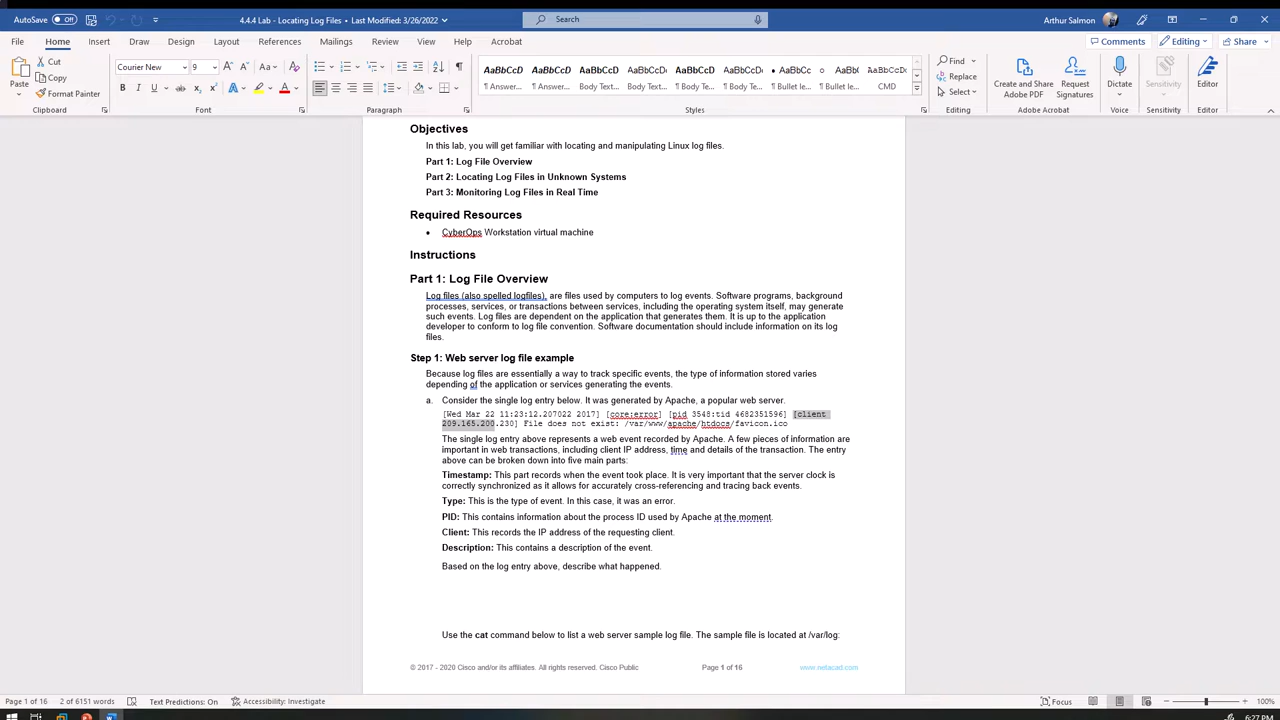 AutoSave Off 4.4.4 Lab - Locating Log Files • Last Modified: 3/26/2022 Search Arthur Salmon
File Home Insert Draw Design Layout References Mailings Review View Help Acrobat Comments Editing Share
Paste Cut Copy Format Painter
Courier New 9
AaBbCcD AaBbCcD AaBbCcD AaBbCcDc AaBbCcD AaBbCcD AaBbCc AaBbC AaBbCcDc
¶ Answer... ¶ Answer... Body Text... Body Text... ¶ Body Te... ¶ Body Te... ¶ Bullet le... ¶ Bullet le... CMD
Find Replace Select
Create and Share Adobe PDF Request Signatures Dictate Sensitivity Editor
Clipboard Font Paragraph Styles Editing Adobe Acrobat Voice Sensitivity Editor
Objectives
In this lab, you will get familiar with locating and manipulating Linux log files.
Part 1: Log File Overview
Part 2: Locating Log Files in Unknown Systems
Part 3: Monitoring Log Files in Real Time
Required Resources
• CyberOps Workstation virtual machine
Instructions
Part 1: Log File Overview
Log files (also spelled logfiles), are files used by computers to log events. Software programs, background
processes, services, or transactions between services, including the operating system itself, may generate
such events. Log files are dependent on the application that generates them. It is up to the application
developer to conform to log file convention. Software documentation should include information on its log
files.
Step 1: Web server log file example
Because log files are essentially a way to track specific events, the type of information stored varies
depending of the application or services generating the events.
a. Consider the single log entry below. It was generated by Apache, a popular web server.
[Wed Mar 22 11:23:12.207022 2017] [core:error] [pid 3548:tid 4682351596] [client
209.165.200.230] File does not exist: /var/www/apache/htdocs/favicon.ico
The single log entry above represents a web event recorded by Apache. A few pieces of information are
important in web transactions, including client IP address, time and details of the transaction. The entry
above can be broken down into five main parts:
Timestamp: This part records when the event took place. It is very important that the server clock is
correctly synchronized as it allows for accurately cross-referencing and tracing back events.
Type: This is the type of event. In this case, it was an error.
PID: This contains information about the process ID used by Apache at the moment.
Client: This records the IP address of the requesting client.
Description: This contains a description of the event.
Based on the log entry above, describe what happened.
Use the cat command below to list a web server sample log file. The sample file is located at /var/log:
© 2017 - 2020 Cisco and/or its affiliates. All rights reserved. Cisco Public Page 1 of 16 www.netacad.com
Page 1 of 16 2 of 6151 words Text Predictions: On Accessibility: Investigate Focus 100%
6:27 PM